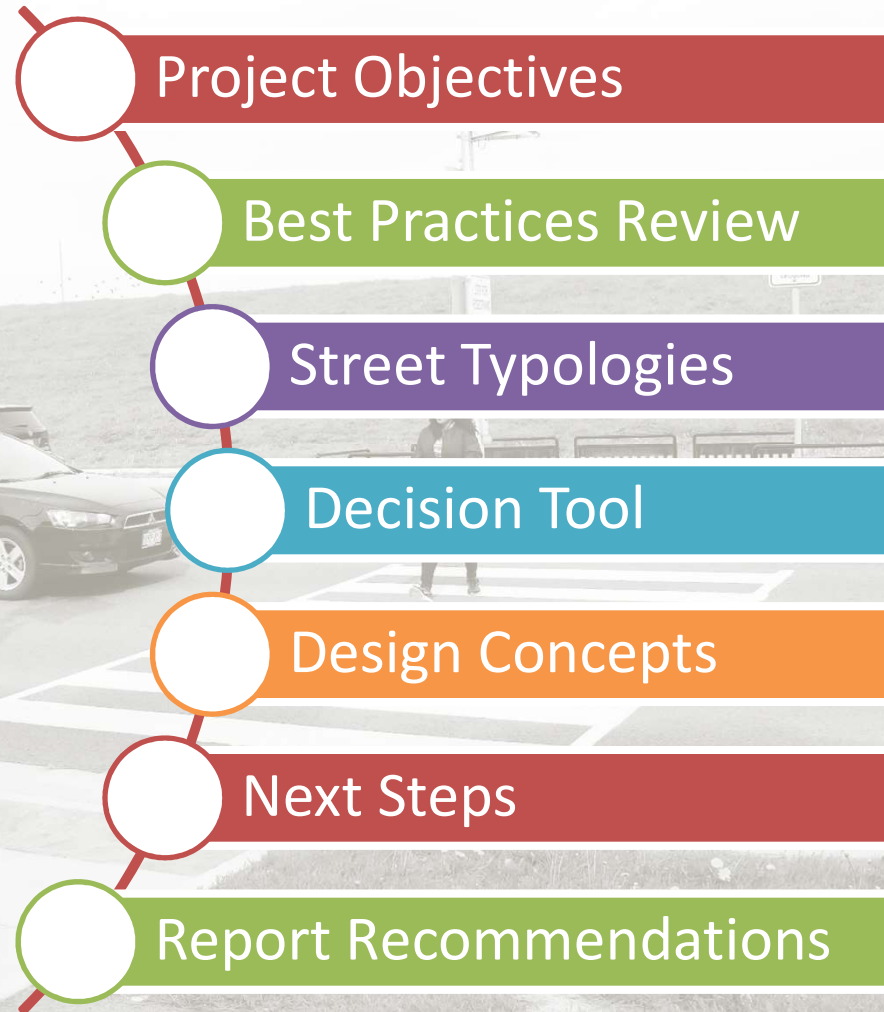 Project Objectives
Best Practices Review
Street Typologies
Decision Tool
Design Concepts
Next Steps
Report Recommendations